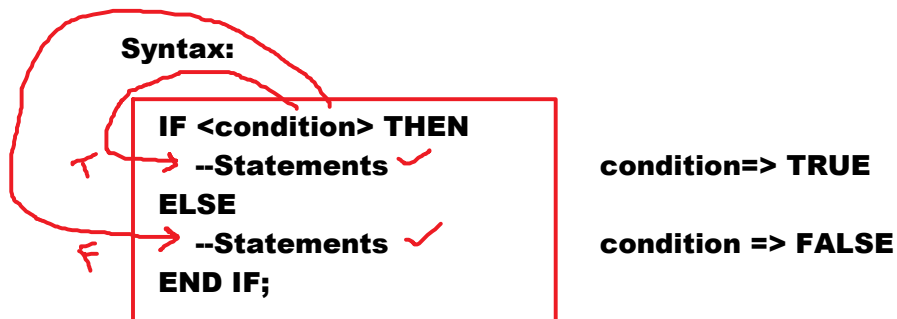 Syntax:
IF <condition> THEN
T --Statements condition=> TRUE
ELSE
F --Statements condition => FALSE
END IF;